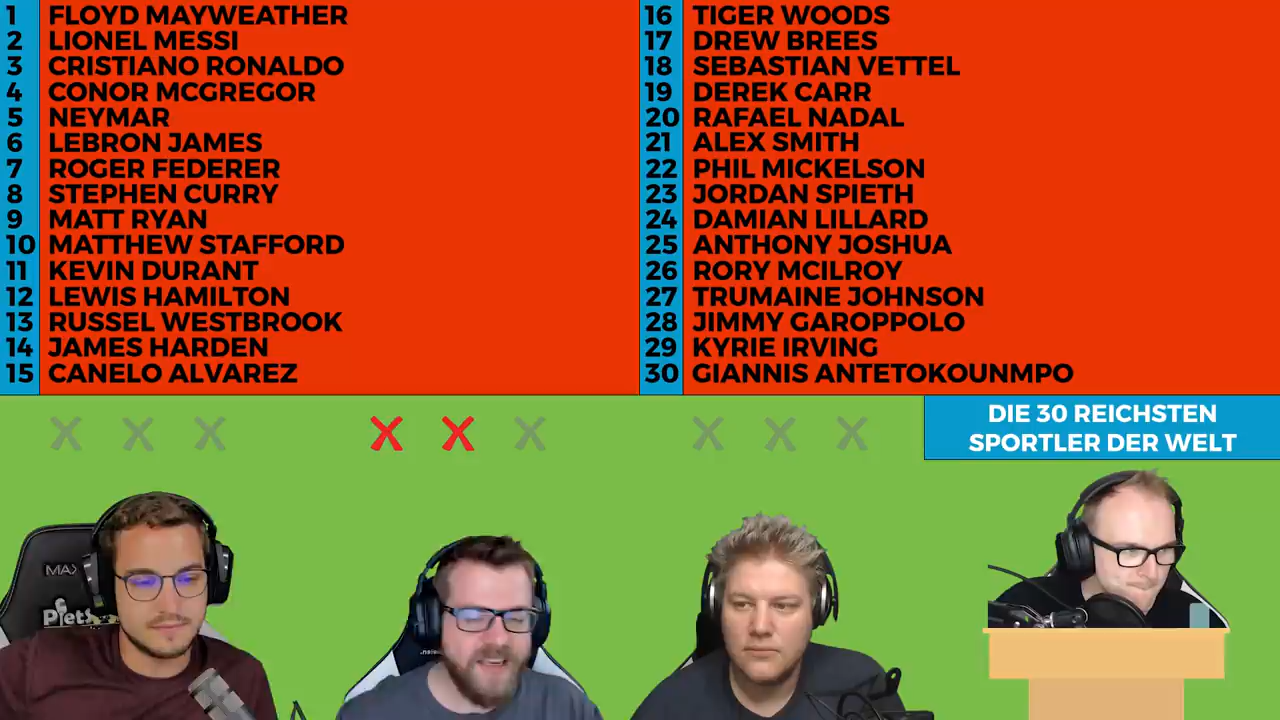 1 FLOYD MAYWEATHER
2 LIONEL MESSI
3 CRISTIANO RONALDO
4 CONOR MCGREGOR
5 NEYMAR
6 LEBRON JAMES
7 ROGER FEDERER
8 STEPHEN CURRY
9 MATT RYAN
10 MATTHEW STAFFORD
11 KEVIN DURANT
12 LEWIS HAMILTON
13 RUSSEL WESTBROOK
14 JAMES HARDEN
15 CANELO ALVAREZ
16 TIGER WOODS
17 DREW BREES
18 SEBASTIAN VETTEL
19 DEREK CARR
20 RAFAEL NADAL
21 ALEX SMITH
22 PHIL MICKELSON
23 JORDAN SPIETH
24 DAMIAN LILLARD
25 ANTHONY JOSHUA
26 RORY MCILROY
27 TRUMAINE JOHNSON
28 JIMMY GAROPPOLO
29 KYRIE IRVING
30 GIANNIS ANTETOKOUNMPO
DIE 30 REICHSTEN
SPORTLER DER WELT
MAX